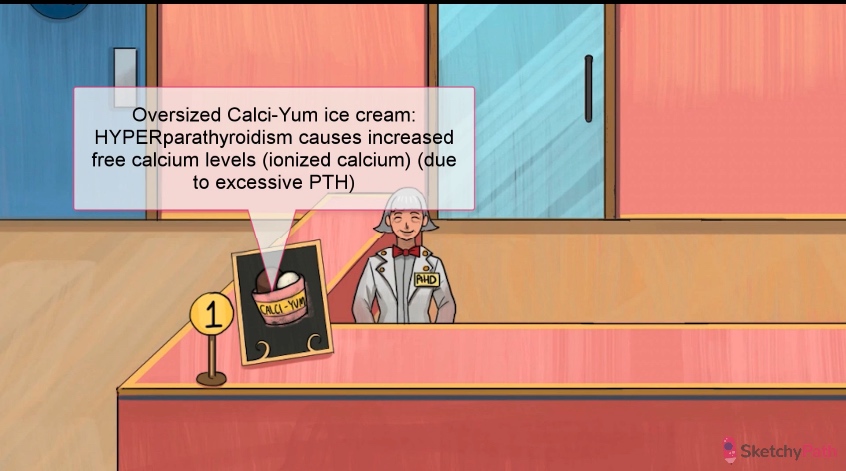 Oversized Calci-Yum ice cream:
HYPERparathyroidism causes increased
free calcium levels (ionized calcium) (due
to excessive PTH)
CALCI-YUM
1
SketchyPath